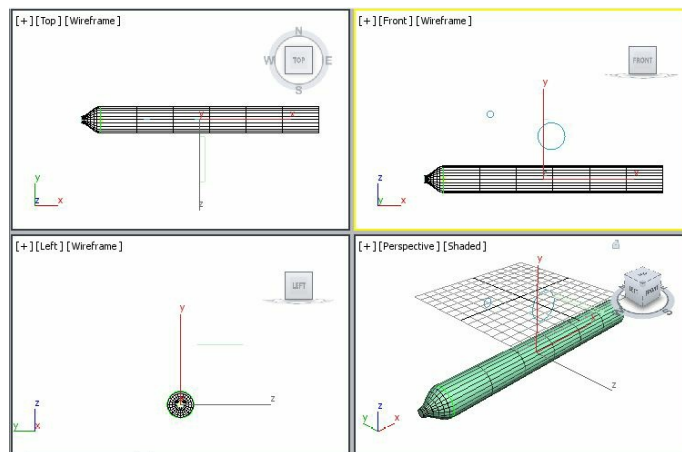 [+] [Top] [Wireframe]
N
W TOP E
S
y x
z
y
z x
[+] [Front] [Wireframe]
FRONT
y
x
z
y x
[+] [Left] [Wireframe]
LEFT
y
z
z
y x
[+] [Perspective] [Shaded]
y
x
z
z
y x